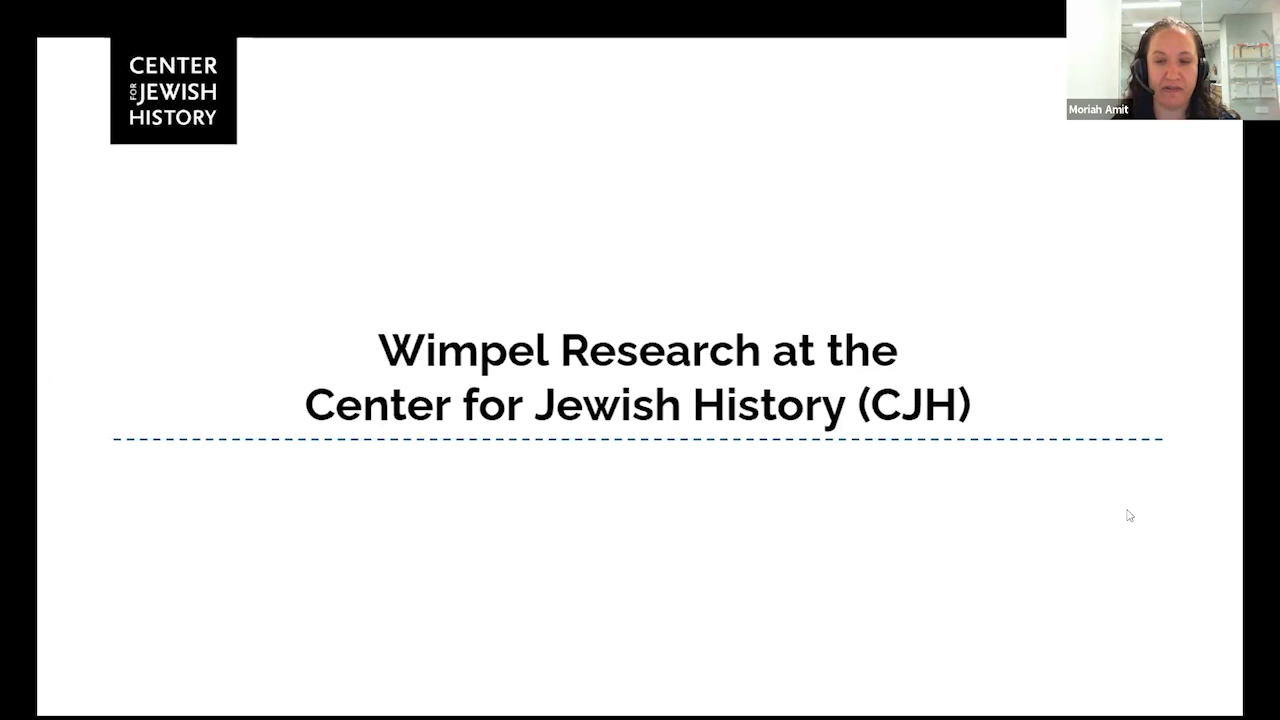 CENTER
FOR JEWISH
HISTORY
Moriah Amit
Wimpel Research at the
Center for Jewish History (CJH)